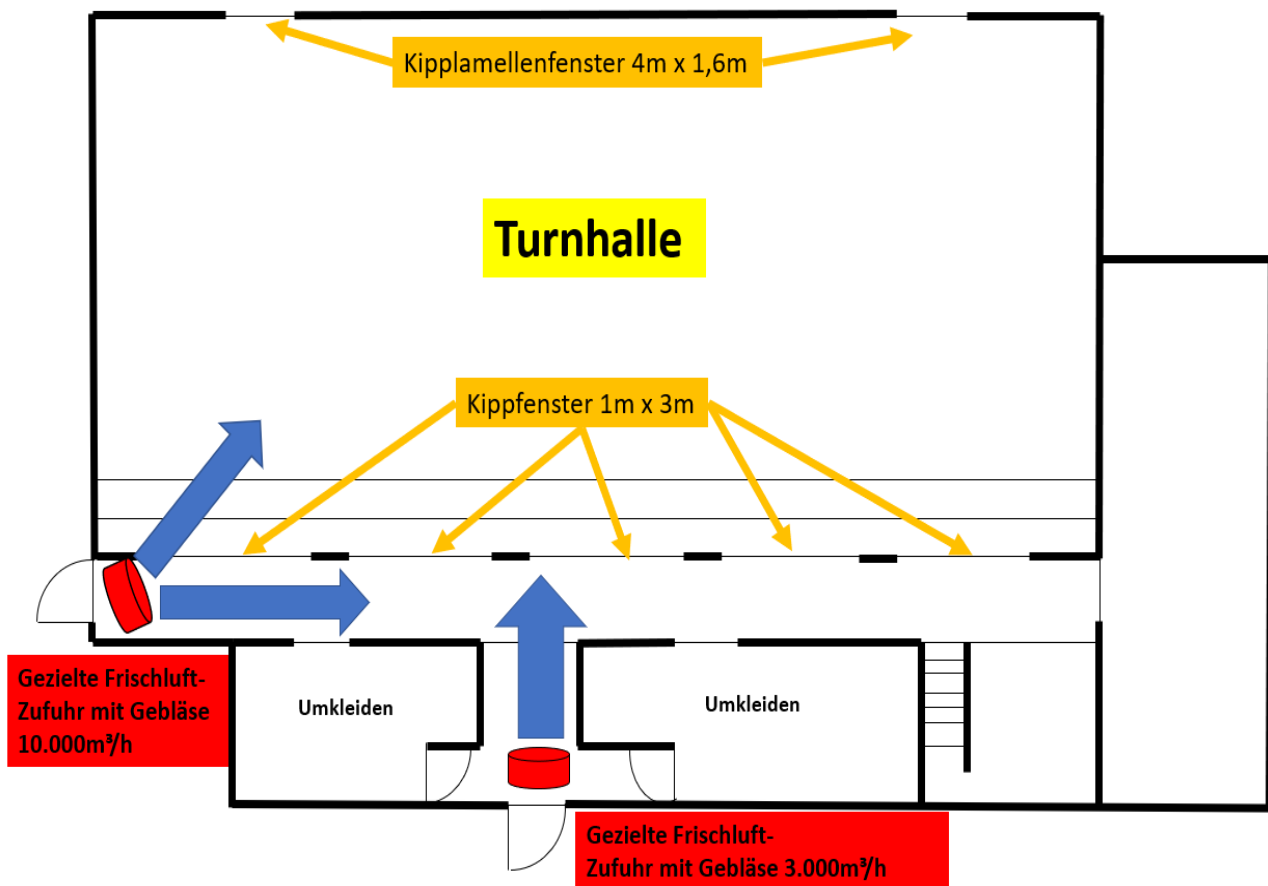 Kipplamellenfenster 4m x 1,6m
Turnhalle
Kippfenster 1m x 3m
Gezielte Frischluft-
Zufuhr mit Gebläse
10.000m³/h
Umkleiden
Umkleiden
Gezielte Frischluft-
Zufuhr mit Gebläse 3.000m³/h